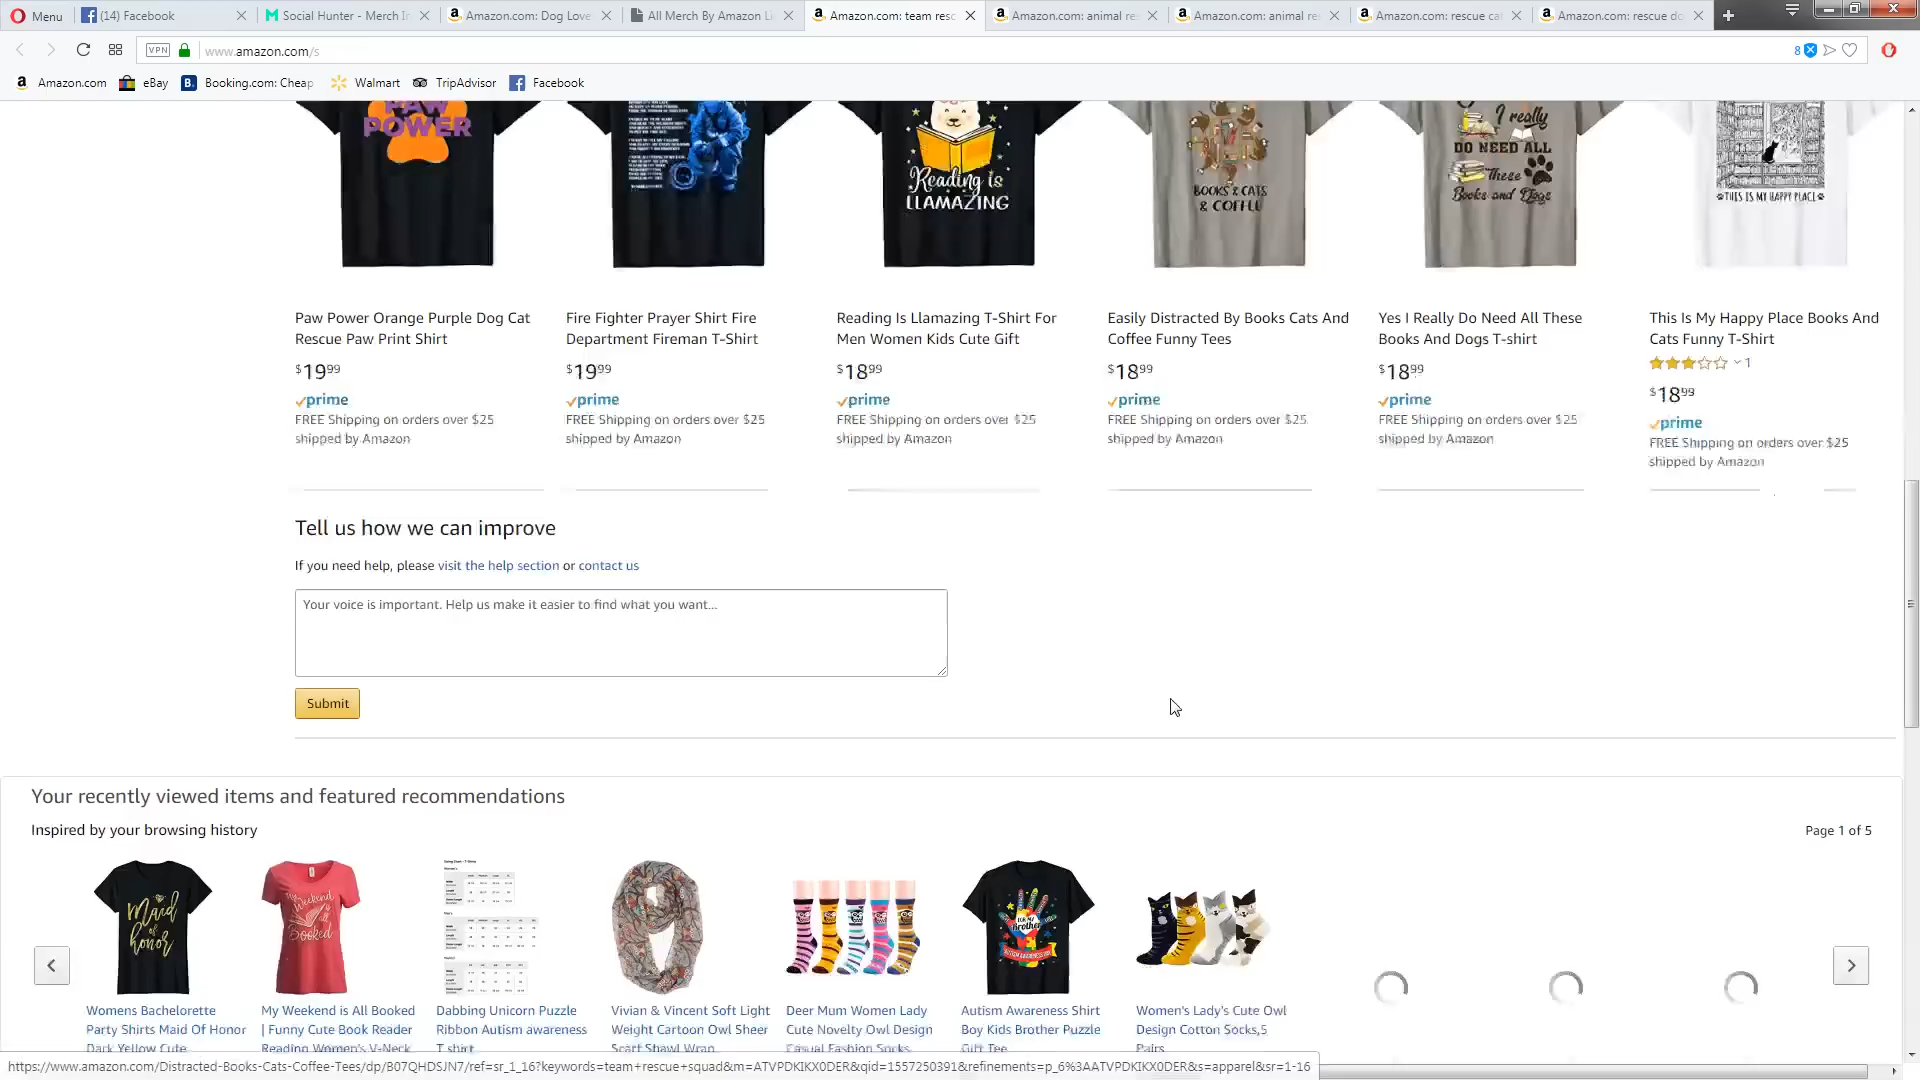 Menu
(14) Facebook
Social Hunter - Merch In
Amazon.com: Dog Love
All Merch By Amazon Li
Amazon.com: team resc
Amazon.com: animal re
Amazon.com: animal re
Amazon.com: rescue ca
Amazon.com: rescue do
VPN
www.amazon.com/s
8
Amazon.com
eBay
Booking.com: Cheap
Walmart
TripAdvisor
Facebook
PAW
POWER
Reading is
LLAMAZING
BOOKS & CATS
& COFFEE
I really
DO NEED ALL
These
Books and Dogs
THIS IS MY HAPPY PLACE
Paw Power Orange Purple Dog Cat
Rescue Paw Print Shirt
$19.99
prime
FREE Shipping on orders over $25
shipped by Amazon
Fire Fighter Prayer Shirt Fire
Department Fireman T-Shirt
$19.99
prime
FREE Shipping on orders over $25
shipped by Amazon
Reading Is Llamazing T-Shirt For
Men Women Kids Cute Gift
$18.99
prime
FREE Shipping on orders over $25
shipped by Amazon
Easily Distracted By Books Cats And
Coffee Funny Tees
$18.99
prime
FREE Shipping on orders over $25
shipped by Amazon
Yes I Really Do Need All These
Books And Dogs T-shirt
$18.99
prime
FREE Shipping on orders over $25
shipped by Amazon
This Is My Happy Place Books And
Cats Funny T-Shirt
1
$18.99
prime
FREE Shipping on orders over $25
shipped by Amazon
Tell us how we can improve
If you need help, please visit the help section or contact us
Your voice is important. Help us make it easier to find what you want...
Submit
Your recently viewed items and featured recommendations
Inspired by your browsing history
Page 1 of 5
Maid
of
honor
My
Weekend
is all
Booked
FOR MY
Brother
Womens Bachelorette
Party Shirts Maid Of Honor
Dark Yellow Cute
My Weekend is All Booked
| Funny Cute Book Reader
Reading Women's V-Neck
Dabbing Unicorn Puzzle
Ribbon Autism awareness
T shirt
Vivian & Vincent Soft Light
Weight Cartoon Owl Sheer
Scarf Shawl Wrap
Deer Mum Women Lady
Cute Novelty Owl Design
Casual Fashion Socks
Autism Awareness Shirt
Boy Kids Brother Puzzle
Gift Tee
Women's Lady's Cute Owl
Design Cotton Socks,5
Pairs
https://www.amazon.com/Distracted-Books-Cats-Coffee-Tees/dp/B07QHDSJN7/ref=sr_1_16?keywords=team+rescue+squad&m=ATVPDKIKX0DER&qid=1557250391&refinements=p_6%3AATVPDKIKX0DER&s=apparel&sr=1-16